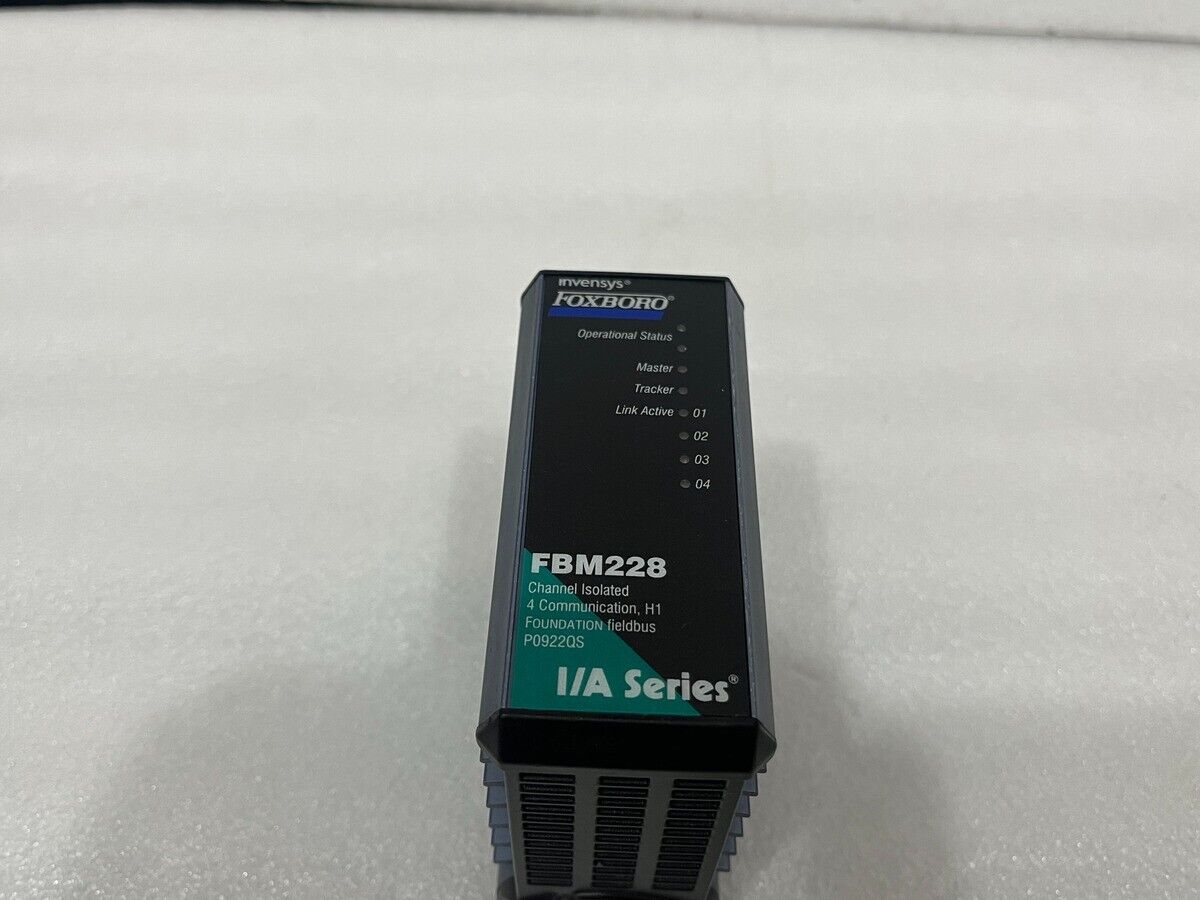 invensys®
FOXBORO®
Operational Status
Master
Tracker
Link Active 01
02
03
04
FBM228
Channel Isolated
4 Communication, H1
FOUNDATION fieldbus
P0922QS
I/A Series®